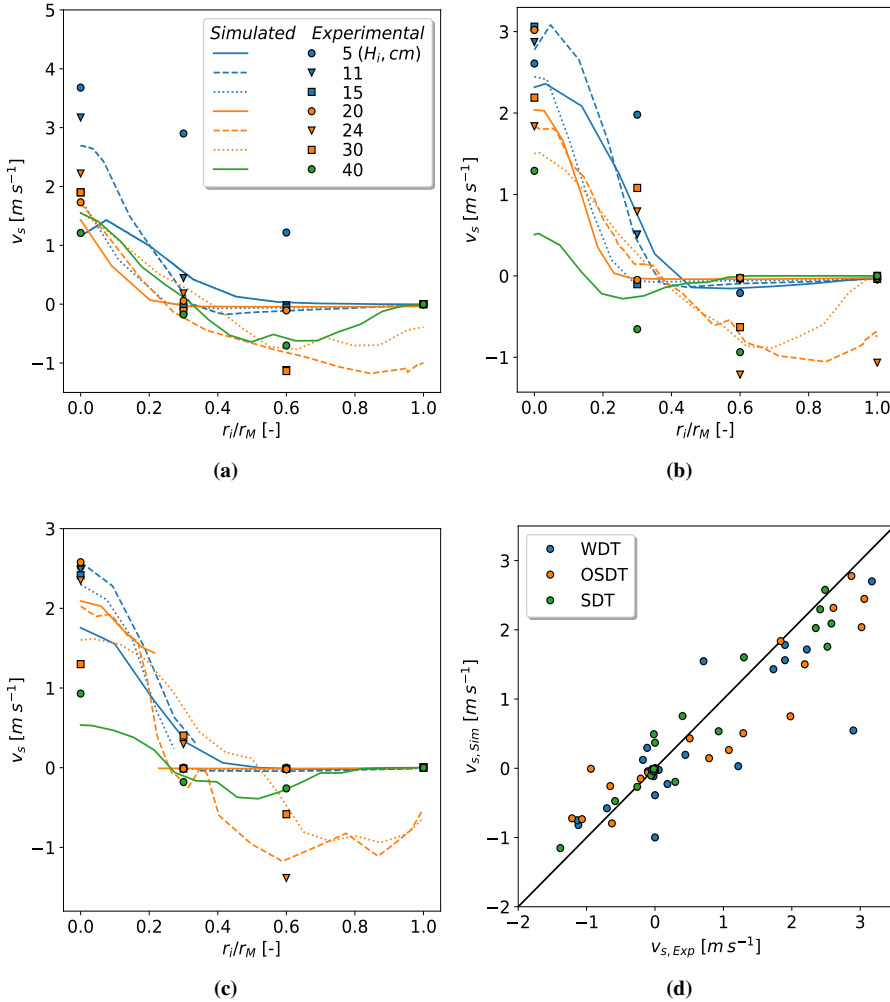 5
4
3
2
1
0
−1
v_s [m s⁻¹]
Simulated Experimental
5 (H_i, cm)
11
15
20
24
30
40
0.0 0.2 0.4 0.6 0.8 1.0
r_i/r_M [-]
(a)
3
2
1
0
−1
v_s [m s⁻¹]
0.0 0.2 0.4 0.6 0.8 1.0
r_i/r_M [-]
(b)
3
2
1
0
−1
v_s [m s⁻¹]
0.0 0.2 0.4 0.6 0.8 1.0
r_i/r_M [-]
(c)
3
2
1
0
−1
−2
v_{s,Sim} [m s⁻¹]
WDT
OSDT
SDT
−2 −1 0 1 2 3
v_{s,Exp} [m s⁻¹]
(d)